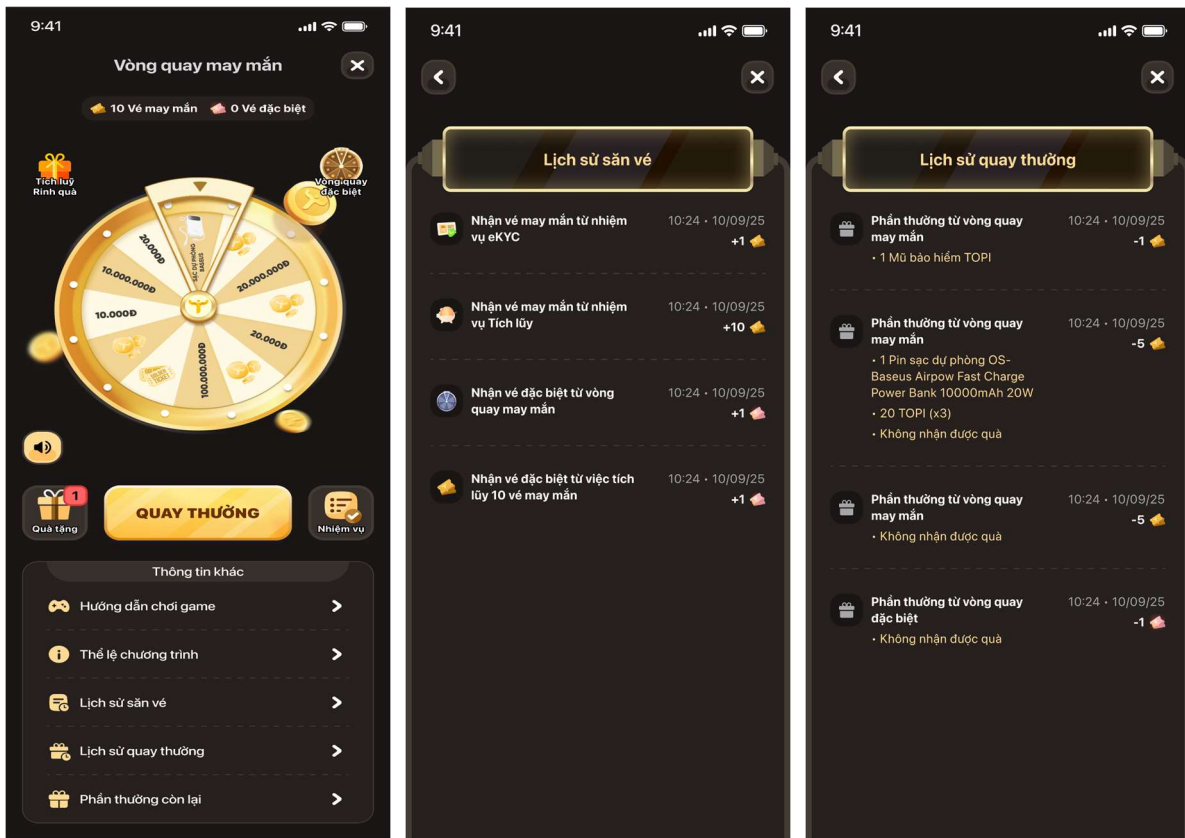 9:41
Vòng quay may mắn
10 Vé may mắn 0 Vé đặc biệt
Tích luỹ
Rinh quà
Vòng quay
đặc biệt
20.000Đ
SẠC DỰ PHÒNG
BASEUS
20.000.000Đ
10.000.000Đ
10.000Đ
20.000Đ
100.000.000Đ
GOLDEN
TICKET
1
Quà tặng
QUAY THƯỞNG
Nhiệm vụ
Thông tin khác
Hướng dẫn chơi game
Thể lệ chương trình
Lịch sử săn vé
Lịch sử quay thưởng
Phần thưởng còn lại
9:41
Lịch sử săn vé
Nhận vé may mắn từ nhiệm
vụ eKYC
10:24 • 10/09/25
+1
Nhận vé may mắn từ nhiệm
vụ Tích lũy
10:24 • 10/09/25
+10
Nhận vé đặc biệt từ vòng
quay may mắn
10:24 • 10/09/25
+1
Nhận vé đặc biệt từ việc tích
lũy 10 vé may mắn
10:24 • 10/09/25
+1
9:41
Lịch sử quay thưởng
Phần thưởng từ vòng quay
may mắn
10:24 • 10/09/25
-1
• 1 Mũ bảo hiểm TOPI
Phần thưởng từ vòng quay
may mắn
10:24 • 10/09/25
-5
• 1 Pin sạc dự phòng OS-
Baseus Airpow Fast Charge
Power Bank 10000mAh 20W
• 20 TOPI (x3)
• Không nhận được quà
Phần thưởng từ vòng quay
may mắn
10:24 • 10/09/25
-5
• Không nhận được quà
Phần thưởng từ vòng quay
đặc biệt
10:24 • 10/09/25
-1
• Không nhận được quà